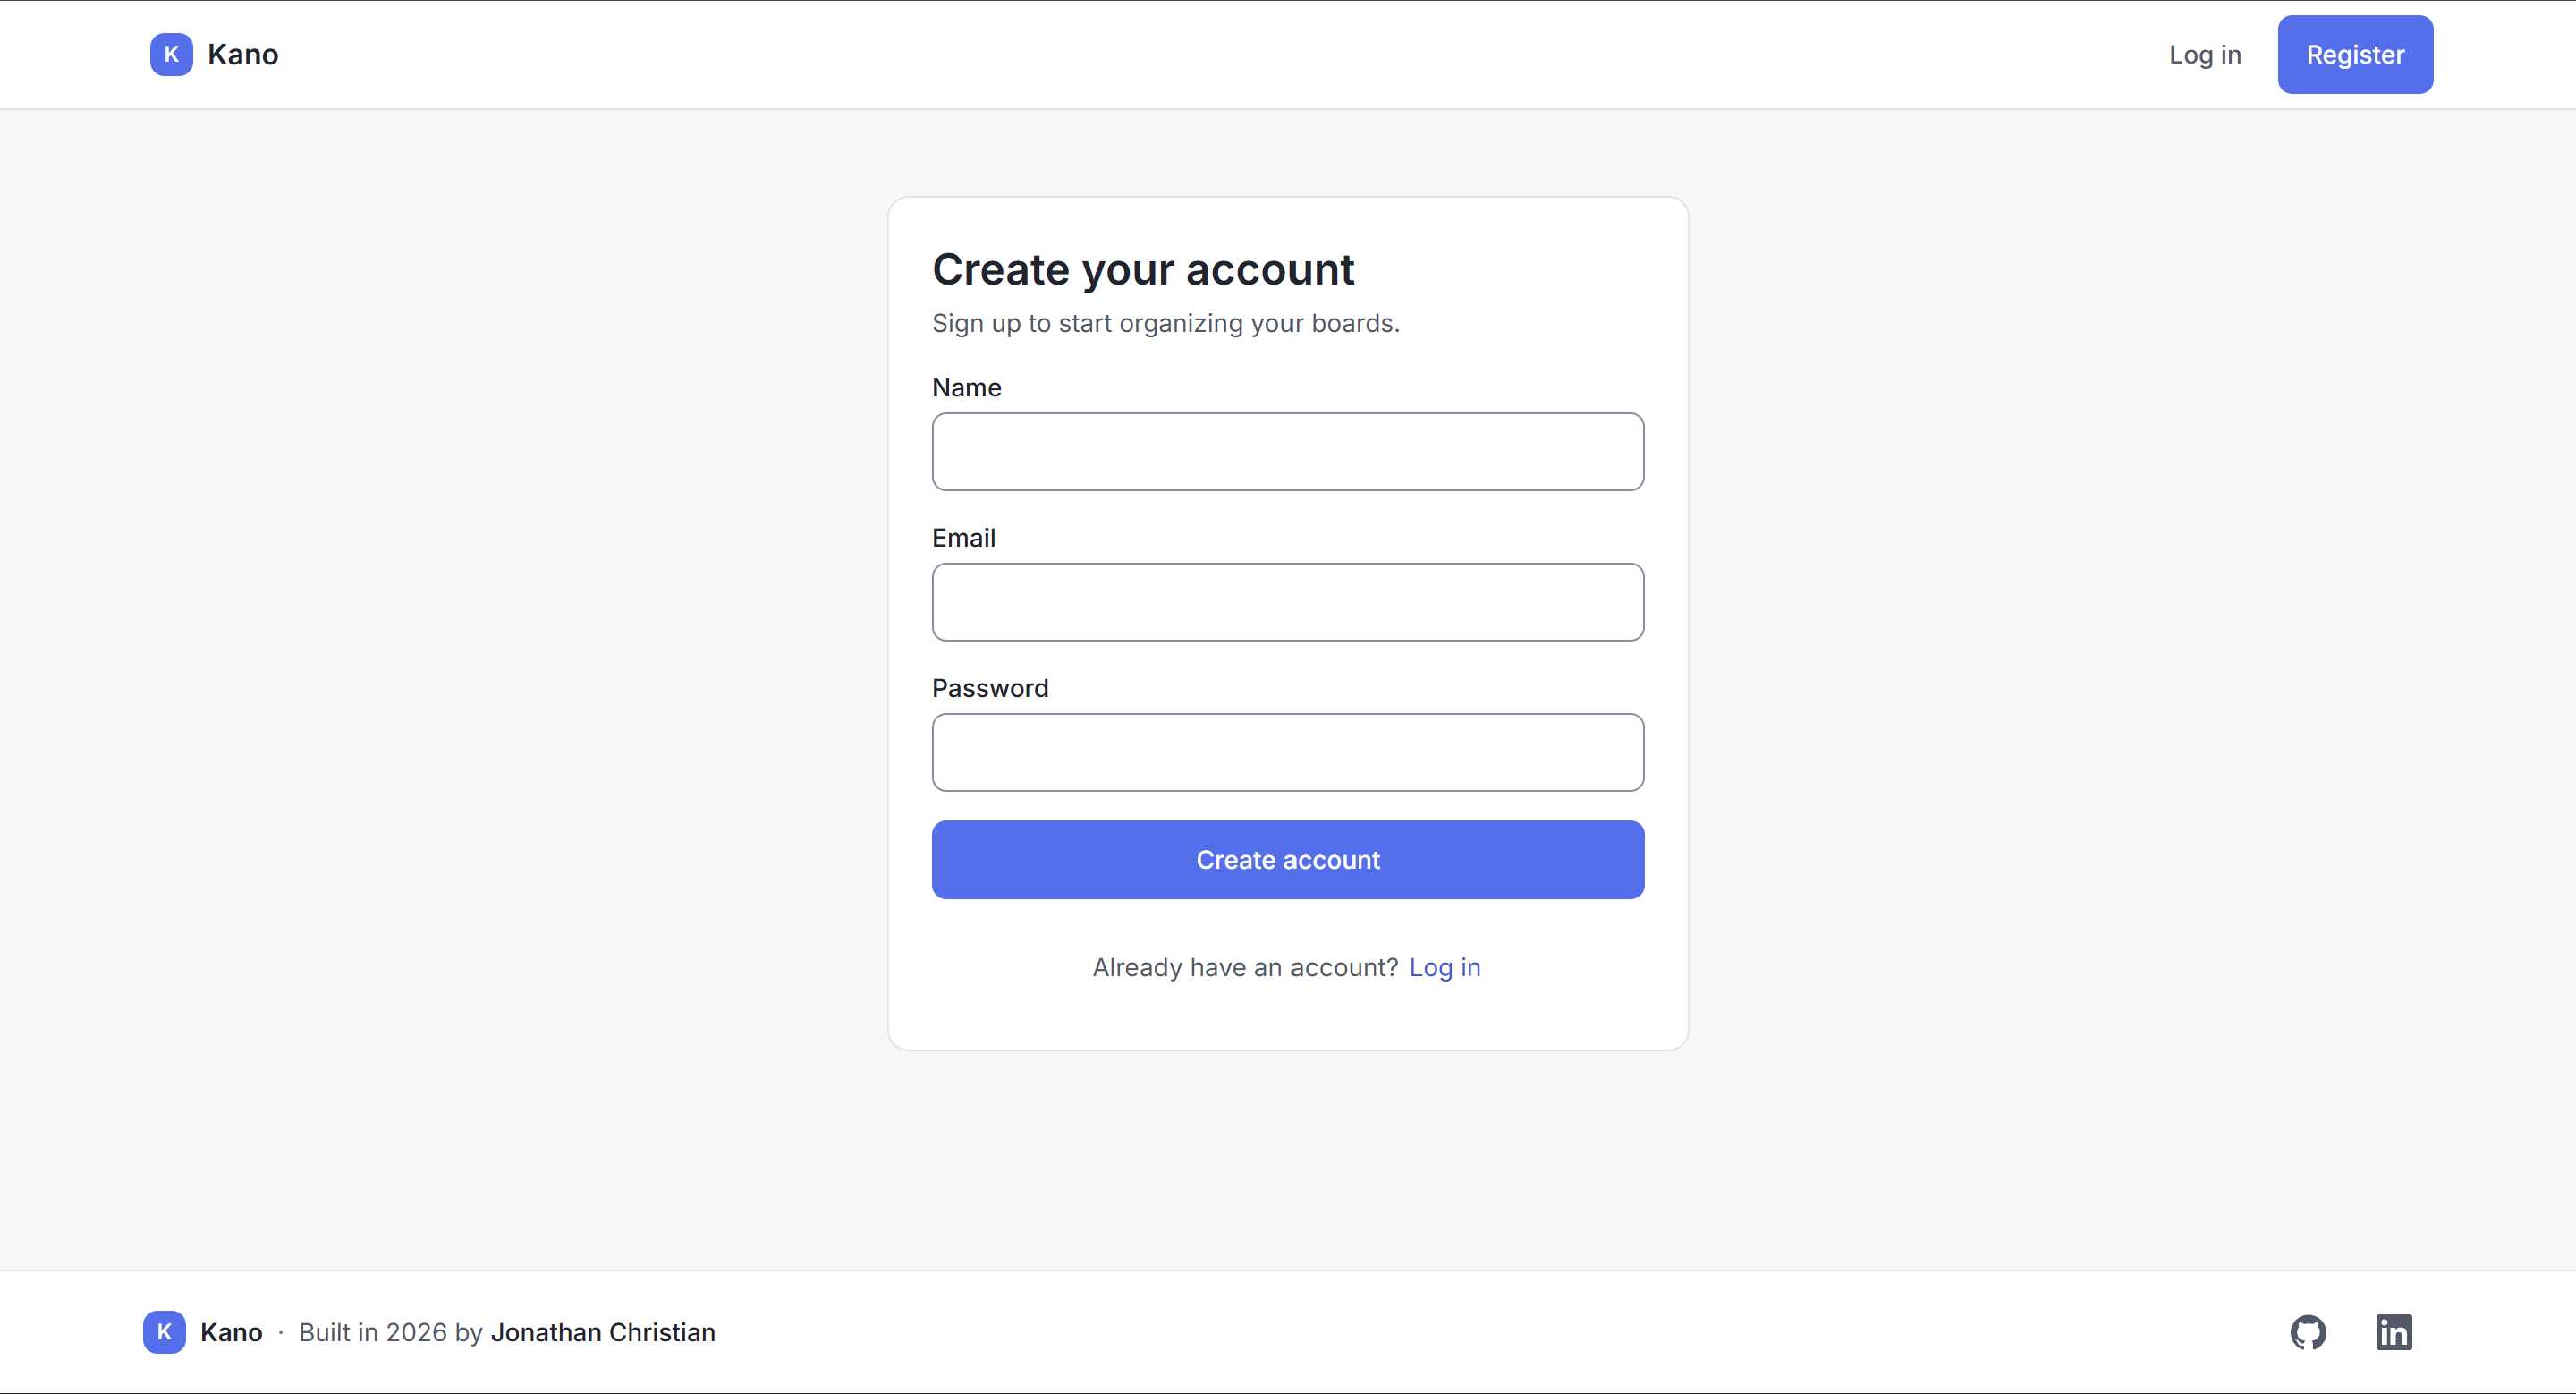 K Kano
Log in
Register
Create your account
Sign up to start organizing your boards.
Name
Email
Password
Create account
Already have an account? Log in
K Kano · Built in 2026 by Jonathan Christian
in